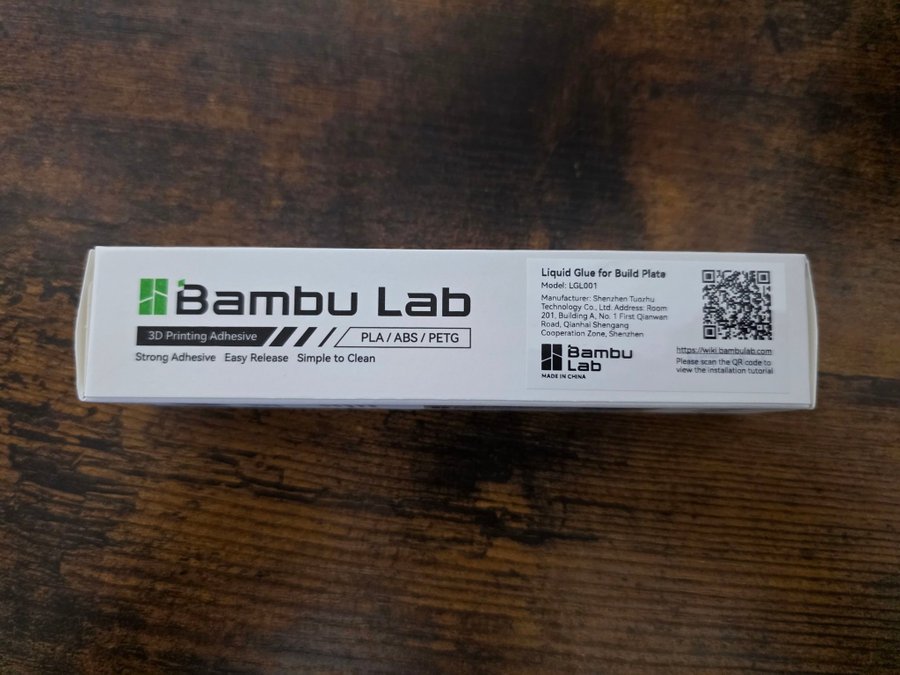 Bambu Lab
3D Printing Adhesive
PLA / ABS / PETG
Strong Adhesive Easy Release Simple to Clean
Liquid Glue for Build Plate
Model: LGL001
Manufacturer: Shenzhen Tuozhu
Technology Co., Ltd. Address: Room
201, Building A, No. 1 First Qianwan
Road, Qianhai Shengang
Cooperation Zone, Shenzhen
Bambu
Lab
MADE IN CHINA
https://wiki.bambulab.com
Please scan the QR code to
view the installation tutorial